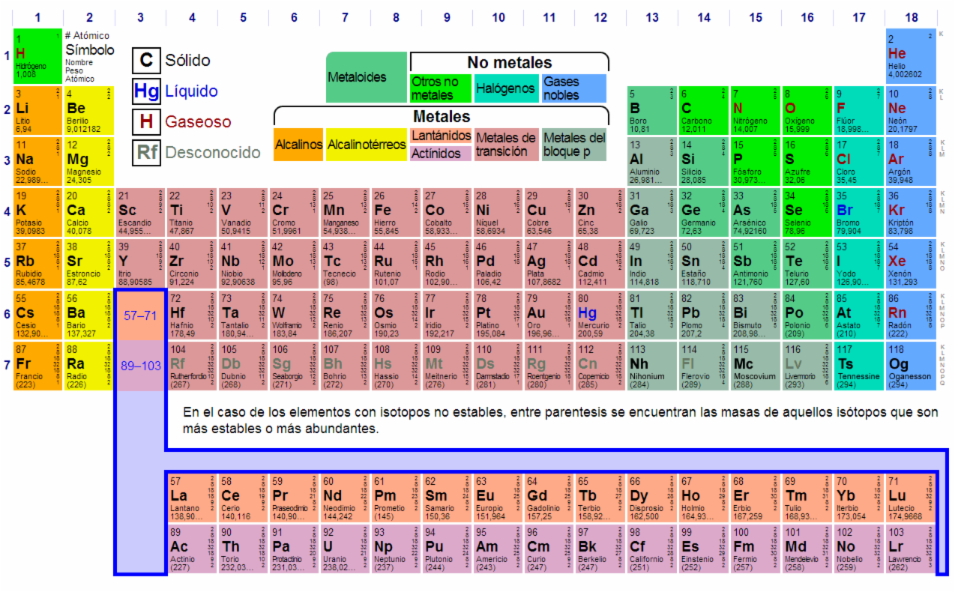 1 2 3 4 5 6 7 8 9 10 11 12 13 14 15 16 17 18
# Atómico
Símbolo
Nombre
Peso
Atómico
C Sólido
Hg Líquido
H Gaseoso
Rf Desconocido
No metales
Metaloides
Otros no metales
Halógenos
Gases nobles
Metales
Alcalinos
Alcalinotérreos
Lantánidos
Actínidos
Metales de transición
Metales del bloque p
1
1 H Hidrógeno 1,008
2 He Helio 4,002602
2
3 Li Litio 6,94
4 Be Berilio 9,012182
5 B Boro 10,81
6 C Carbono 12,011
7 N Nitrógeno 14,007
8 O Oxígeno 15,999
9 F Flúor 18,998...
10 Ne Neón 20,1797
3
11 Na Sodio 22,989...
12 Mg Magnesio 24,305
13 Al Aluminio 26,981...
14 Si Silicio 28,085
15 P Fósforo 30,973...
16 S Azufre 32,06
17 Cl Cloro 35,45
18 Ar Argón 39,948
4
19 K Potasio 39,0983
20 Ca Calcio 40,078
21 Sc Escandio 44,955...
22 Ti Titanio 47,867
23 V Vanadio 50,9415
24 Cr Cromo 51,9961
25 Mn Manganeso 54,938...
26 Fe Hierro 55,845
27 Co Cobalto 58,933...
28 Ni Niquel 58,6934
29 Cu Cobre 63,546
30 Zn Cinc 65,38
31 Ga Galio 69,723
32 Ge Germanio 72,63
33 As Arsénico 74,92160
34 Se Selenio 78,96
35 Br Bromo 79,904
36 Kr Kriptón 83,798
5
37 Rb Rubidio 85,4678
38 Sr Estroncio 87,62
39 Y Itrio 88,90585
40 Zr Circonio 91,224
41 Nb Niobio 92,90638
42 Mo Molibdeno 95,96
43 Tc Tecnecio (98)
44 Ru Rutenio 101,07
45 Rh Rodio 102,90...
46 Pd Paladio 106,42
47 Ag Plata 107,8682
48 Cd Cadmio 112,411
49 In Indio 114,818
50 Sn Estaño 118,710
51 Sb Antimonio 121,760
52 Te Telurio 127,60
53 I Yodo 126,90...
54 Xe Xenón 131,293
6
55 Cs Cesio 132,90...
56 Ba Bario 137,327
57–71
72 Hf Hafnio 178,49
73 Ta Tantalio 180,94...
74 W Wolframio 183,84
75 Re Renio 186,207
76 Os Osmio 190,23
77 Ir Iridio 192,217
78 Pt Platino 195,084
79 Au Oro 196,96...
80 Hg Mercurio 200,59
81 Tl Talio 204,38
82 Pb Plomo 207,2
83 Bi Bismuto 208,98...
84 Po Polonio (209)
85 At Astato (210)
86 Rn Radón (222)
7
87 Fr Francio (223)
88 Ra Radio (226)
89–103
104 Rf Rutherfordio (267)
105 Db Dubnio (268)
106 Sg Seaborgio (271)
107 Bh Bohrio (272)
108 Hs Hassio (270)
109 Mt Meitnerio (276)
110 Ds Darmstadio (281)
111 Rg Roentgenio (280)
112 Cn Copernicio (285)
113 Nh Nihonium (284)
114 Fl Flerovio (289)
115 Mc Moscovium (288)
116 Lv Livermorio (293)
117 Ts Tennessine (294)
118 Og Oganesson (294)
En el caso de los elementos con isotopos no estables, entre parentesis se encuentran las masas de aquellos isótopos que son
más estables o más abundantes.
57 La Lantano 138,90...
58 Ce Cerio 140,116
59 Pr Praseodimio 140,90...
60 Nd Neodimio 144,242
61 Pm Prometio (145)
62 Sm Samario 150,36
63 Eu Europio 151,964
64 Gd Gadolinio 157,25
65 Tb Terbio 158,92...
66 Dy Disprosio 162,500
67 Ho Holmio 164,93...
68 Er Erbio 167,259
69 Tm Tulio 168,93...
70 Yb Iterbio 173,054
71 Lu Lutecio 174,9668
89 Ac Actinio (227)
90 Th Torio 232,03...
91 Pa Protactinio 231,03...
92 U Uranio 238,02...
93 Np Neptunio (237)
94 Pu Plutonio (244)
95 Am Americio (243)
96 Cm Curio (247)
97 Bk Berkelio (247)
98 Cf Californio (251)
99 Es Einstenio (252)
100 Fm Fermio (257)
101 Md Mendelevio (258)
102 No Nobelio (259)
103 Lr Lawrencio (262)